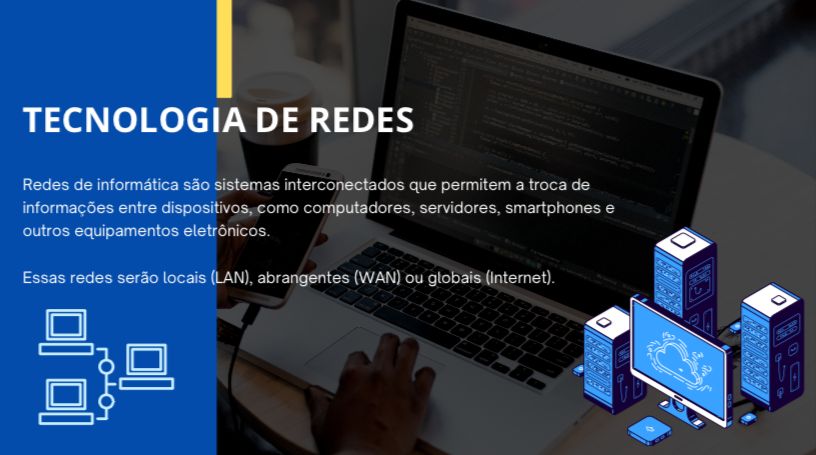 TECNOLOGIA DE REDES
Redes de informática são sistemas interconectados que permitem a troca de
informações entre dispositivos, como computadores, servidores, smartphones e
outros equipamentos eletrônicos.
Essas redes serão locais (LAN), abrangentes (WAN) ou globais (Internet).